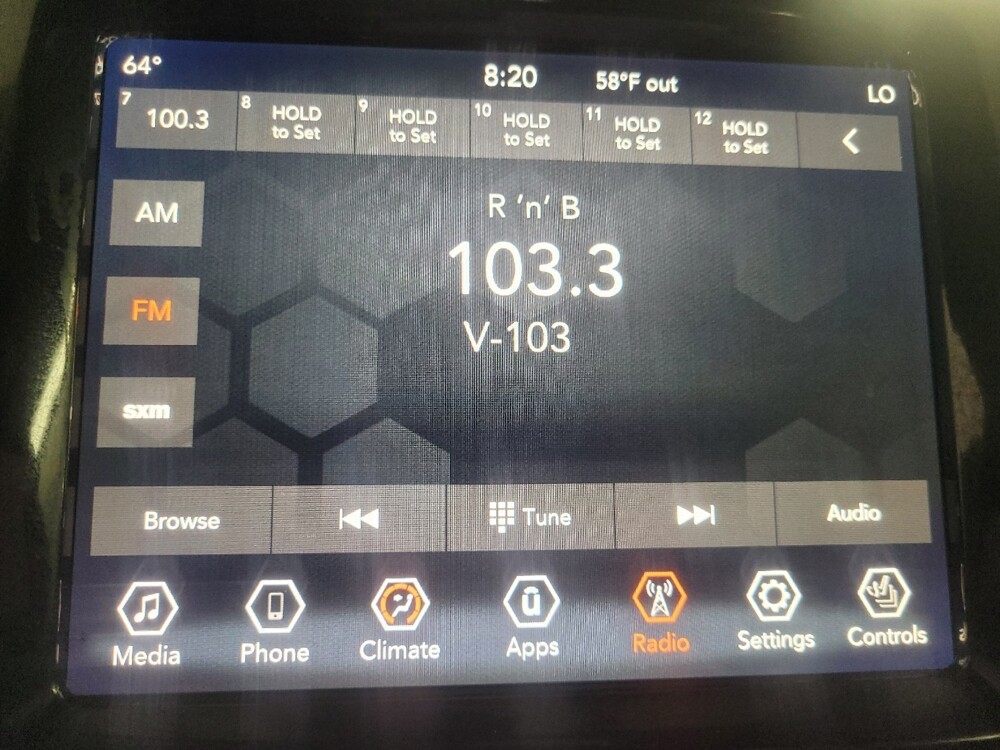 64° 8:20 58°F out LO
7 100.3 8 HOLD to Set 9 HOLD to Set 10 HOLD to Set 11 HOLD to Set 12 HOLD to Set
AM
R 'n' B
103.3
FM
V-103
sxm
Browse Tune Audio
û
Media Phone Climate Apps Radio Settings Controls